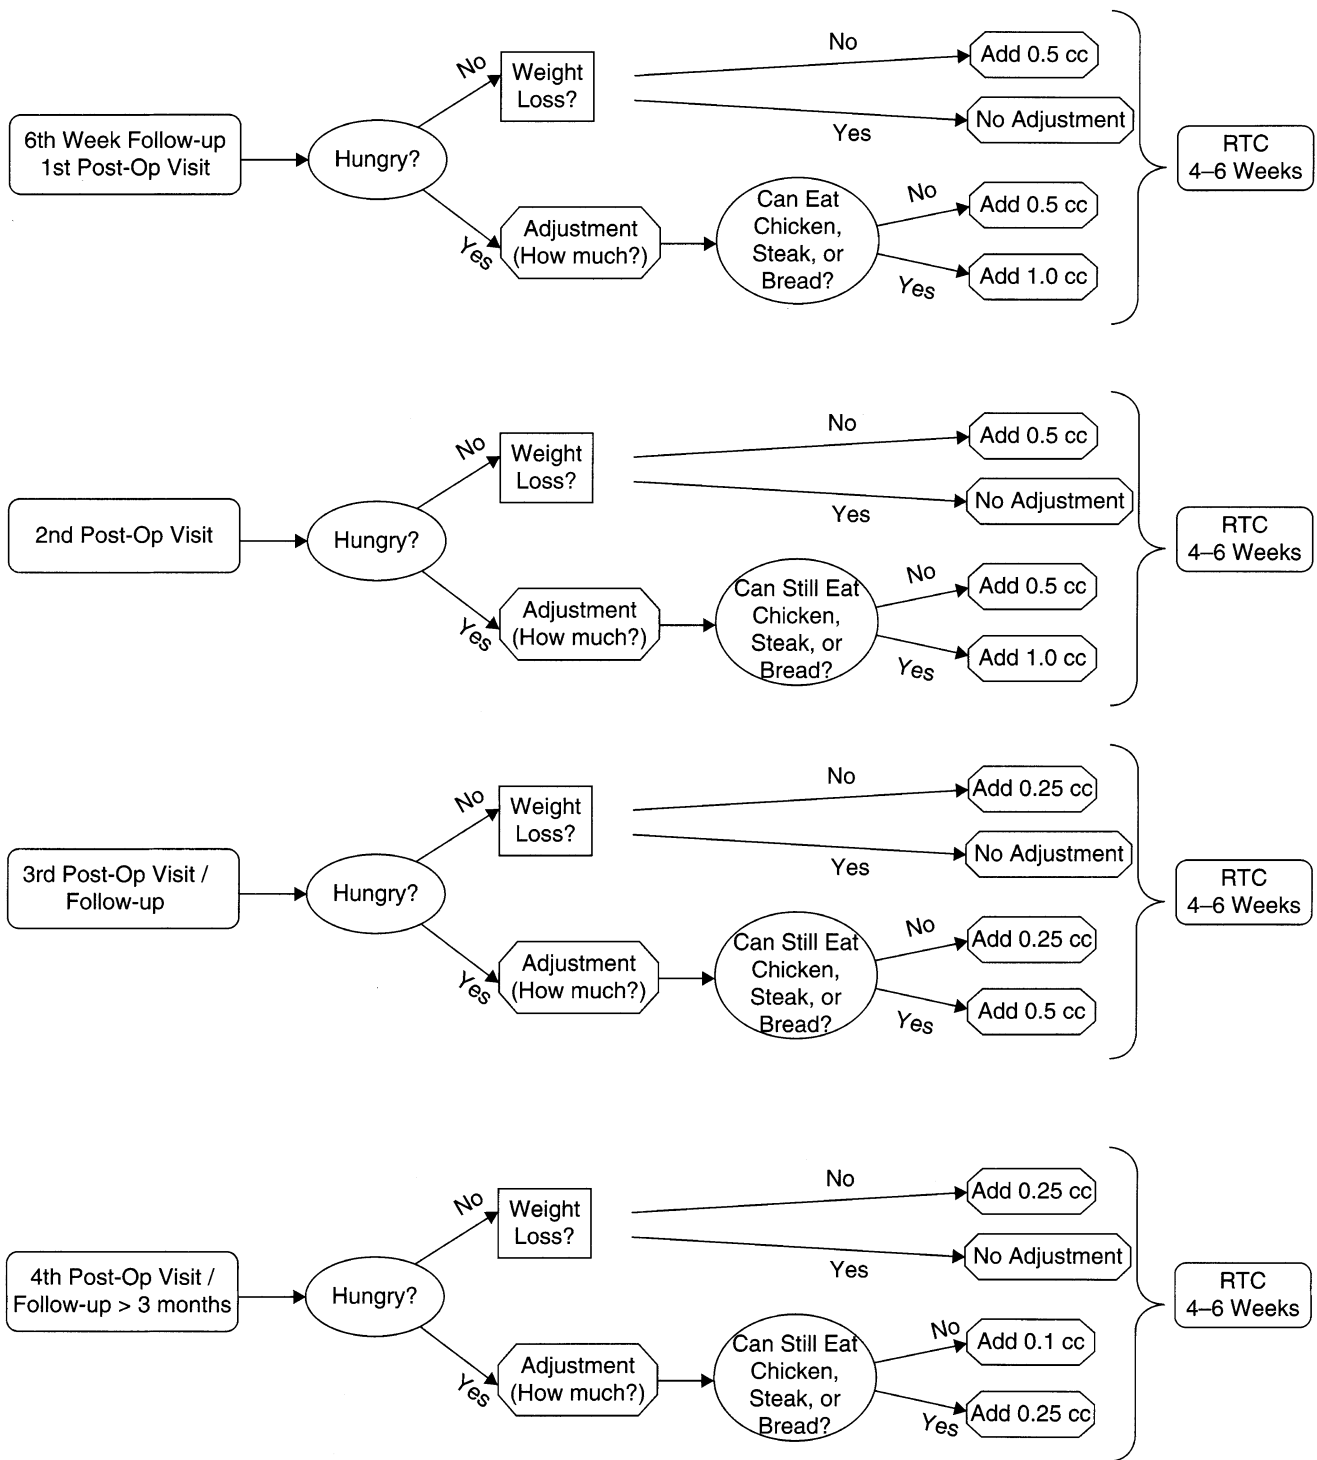 6th Week Follow-up
1st Post-Op Visit
Hungry?
No
Weight
Loss?
No
Add 0.5 cc
Yes
No Adjustment
Yes
Adjustment
(How much?)
Can Eat
Chicken,
Steak, or
Bread?
No
Add 0.5 cc
Yes
Add 1.0 cc
RTC
4–6 Weeks
2nd Post-Op Visit
Hungry?
No
Weight
Loss?
No
Add 0.5 cc
Yes
No Adjustment
Yes
Adjustment
(How much?)
Can Still Eat
Chicken,
Steak, or
Bread?
No
Add 0.5 cc
Yes
Add 1.0 cc
RTC
4–6 Weeks
3rd Post-Op Visit /
Follow-up
Hungry?
No
Weight
Loss?
No
Add 0.25 cc
Yes
No Adjustment
Yes
Adjustment
(How much?)
Can Still Eat
Chicken,
Steak, or
Bread?
No
Add 0.25 cc
Yes
Add 0.5 cc
RTC
4–6 Weeks
4th Post-Op Visit /
Follow-up > 3 months
Hungry?
No
Weight
Loss?
No
Add 0.25 cc
Yes
No Adjustment
Yes
Adjustment
(How much?)
Can Still Eat
Chicken,
Steak, or
Bread?
No
Add 0.1 cc
Yes
Add 0.25 cc
RTC
4–6 Weeks